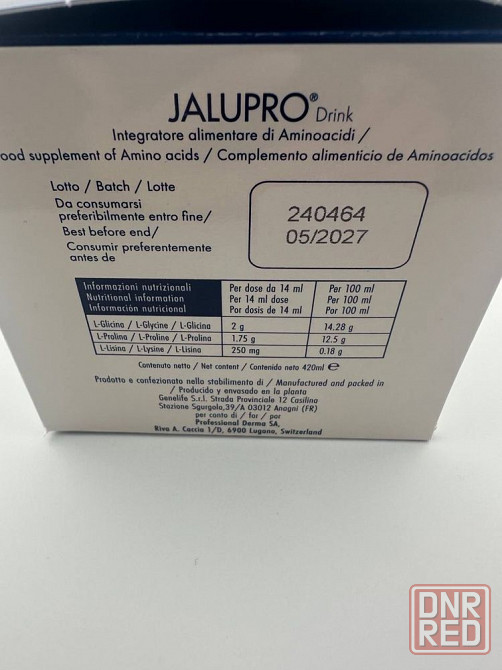 JALUPRO® Drink
Integratore alimentare di Aminoacidi /
ood supplement of Amino acids / Complemento alimenticio de Aminoacidos
Lotto / Batch / Lotte
Da consumarsi
preferibilmente entro fine/
Best before end/
Consumir preferentemente
antes de
240464
05/2027
Informazioni nutrizionali
Nutritional information
Información nutricional
Per dose da 14 ml
Per 14 ml dose
Por dosis de 14 ml
Per 100 ml
Per 100 ml
Por 100 ml
L-Glicina / L-Glycine / L-Glicina 2 g 14.28 g
L-Prolina / L-Proline / L-Prolina 1.75 g 12.5 g
L-Lisina / L-Lysine / L-Lisina 250 mg 0.18 g
Contenuto netto / Net content / Contenido neto 420ml ℮
Prodotto e confezionato nello stabilimento di / Manufactured and packed in
/ Producido y envasado en la planta
Genelife S.r.l. Strada Provinciale 12 Casilina
Stazione Sgurgola,39/A 03012 Anagni (FR)
per conto di / for / por
Professional Derma SA,
Riva A. Caccia 1/D, 6900 Lugano, Switzerland
DNR
RED